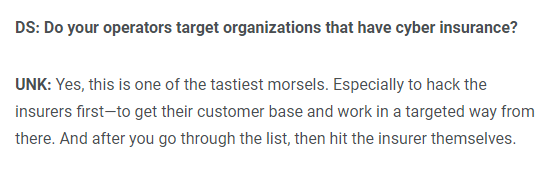 DS: Do your operators target organizations that have cyber insurance?
UNK: Yes, this is one of the tastiest morsels. Especially to hack the
insurers first—to get their customer base and work in a targeted way from
there. And after you go through the list, then hit the insurer themselves.